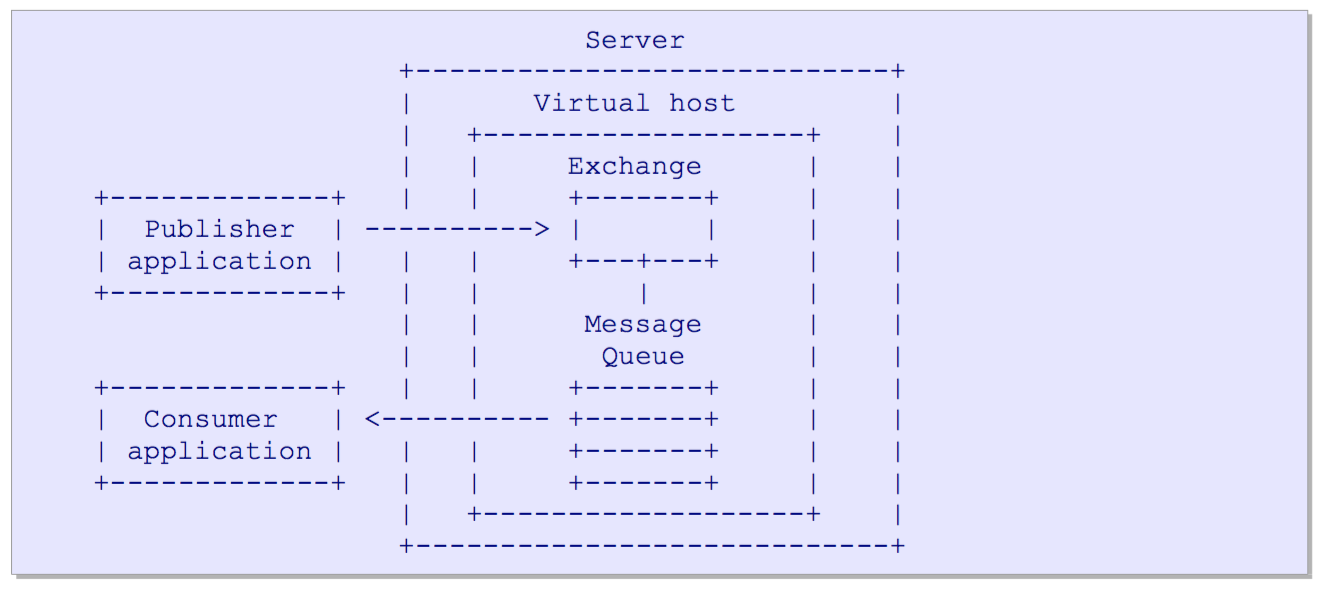 Server
Virtual host
Exchange
Publisher
application
Message
Queue
Consumer
application